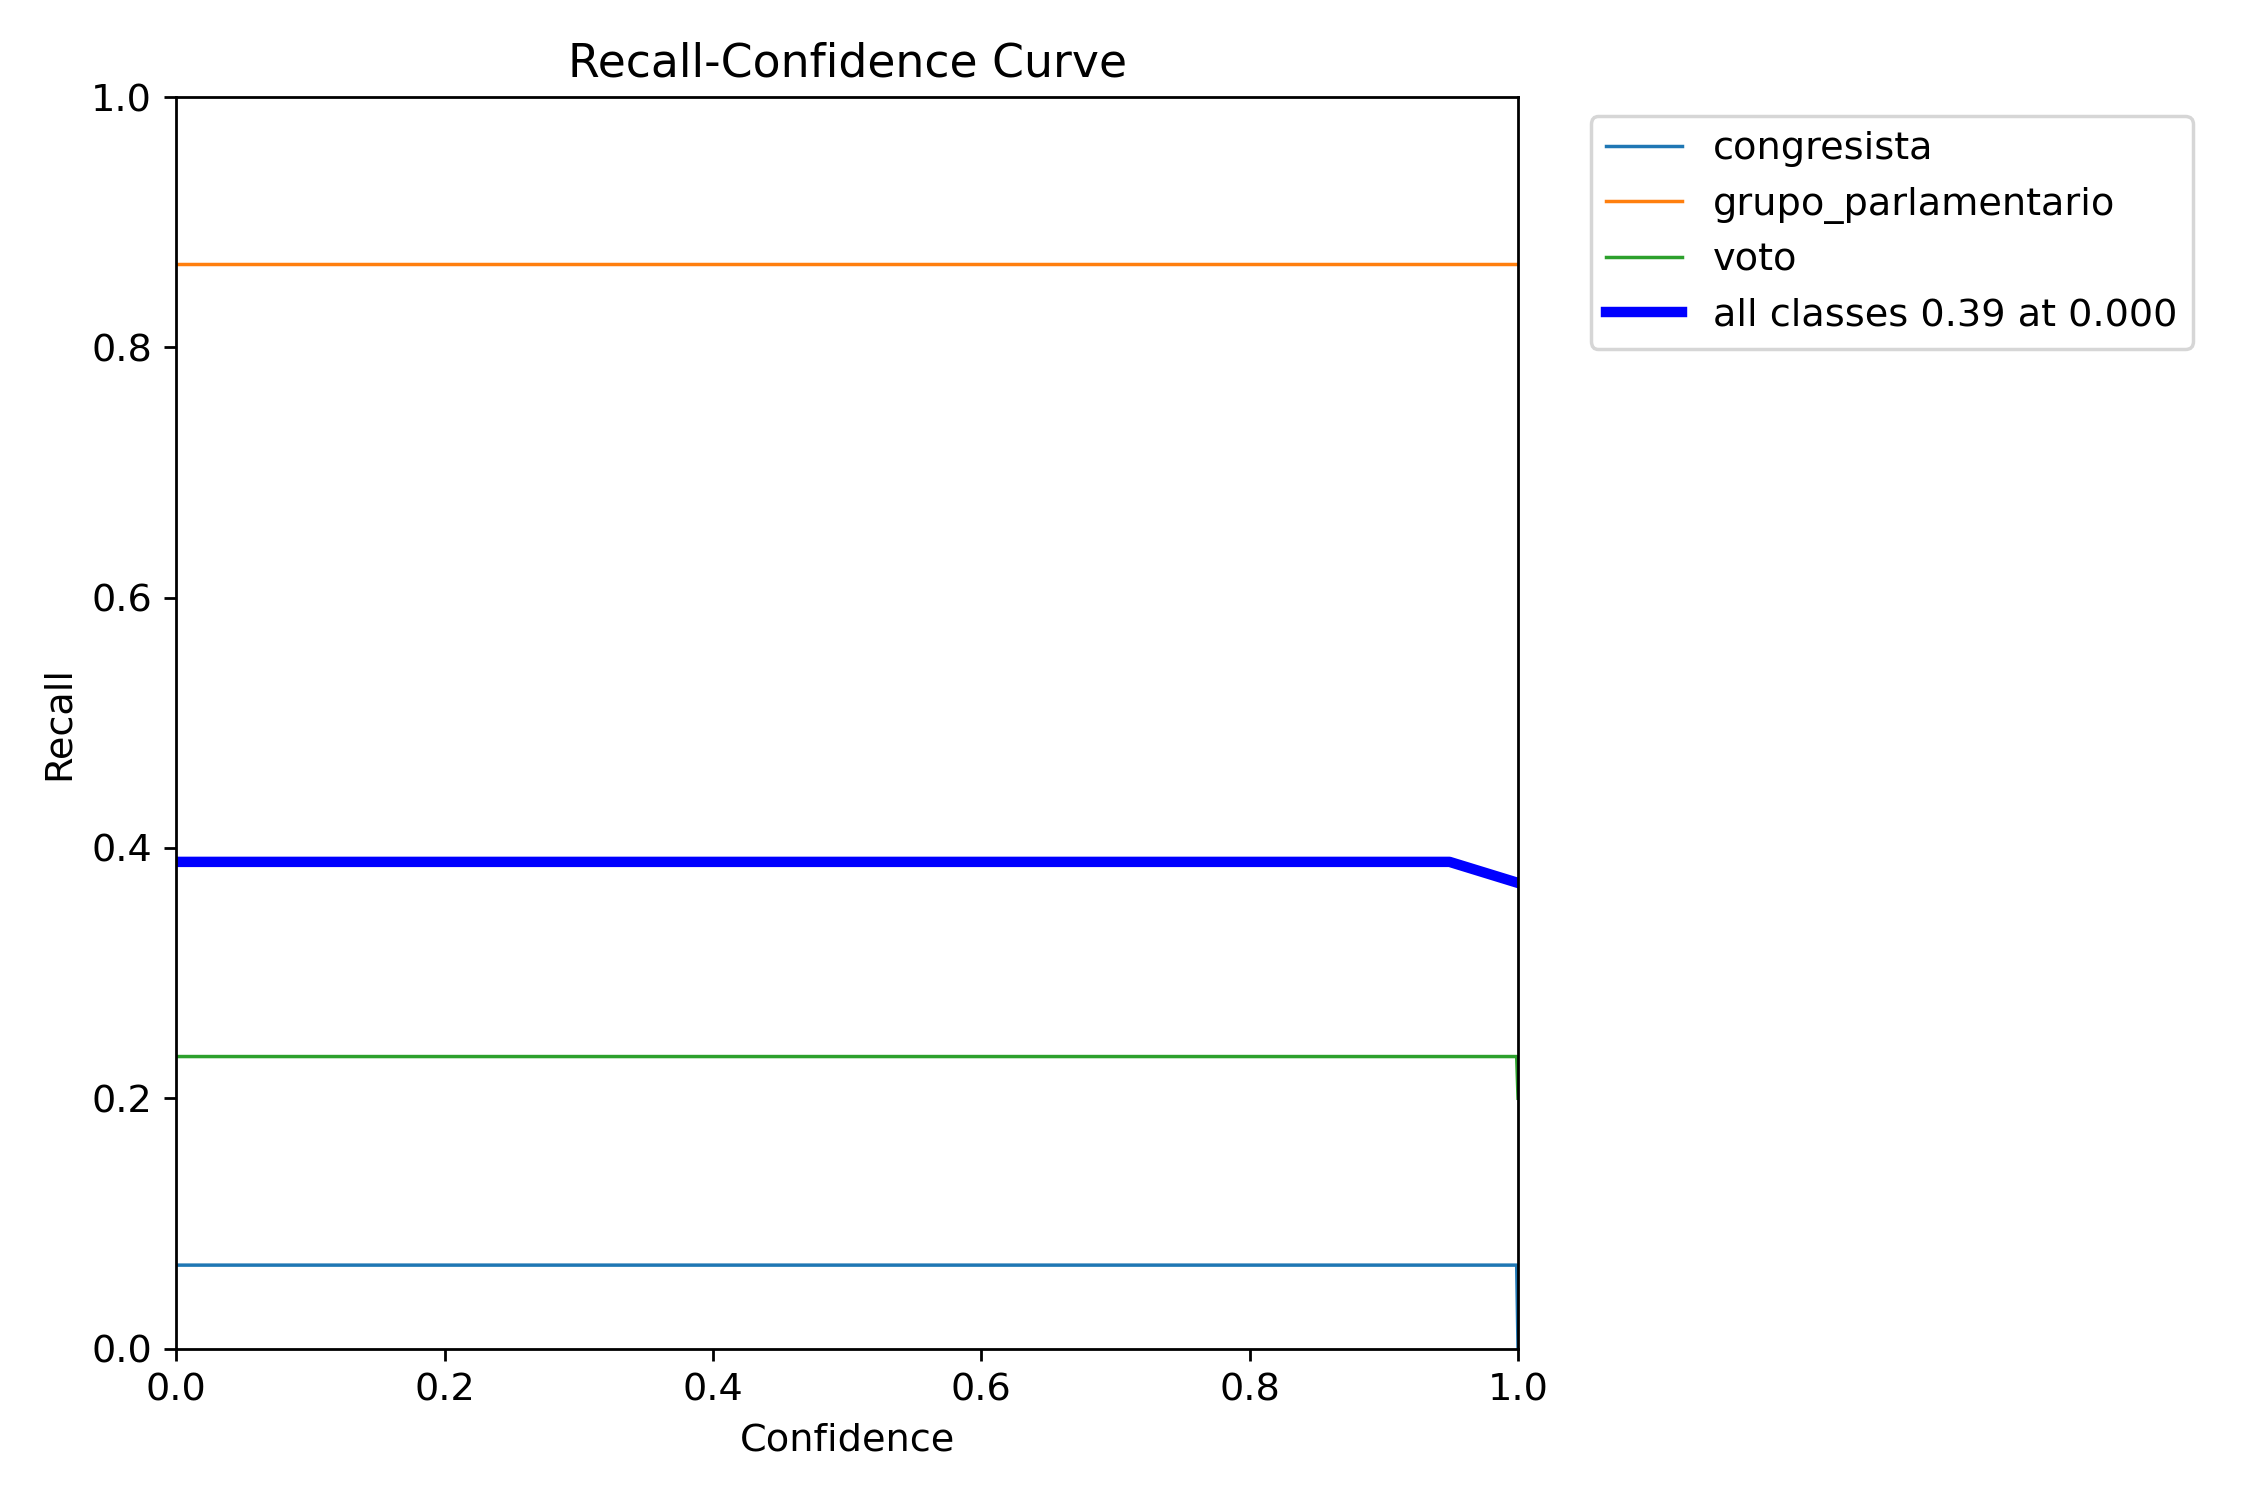 Recall-Confidence Curve
1.0
0.8
0.6
0.4
0.2
0.0
Recall
0.0 0.2 0.4 0.6 0.8 1.0
Confidence
congresista
grupo_parlamentario
voto
all classes 0.39 at 0.000